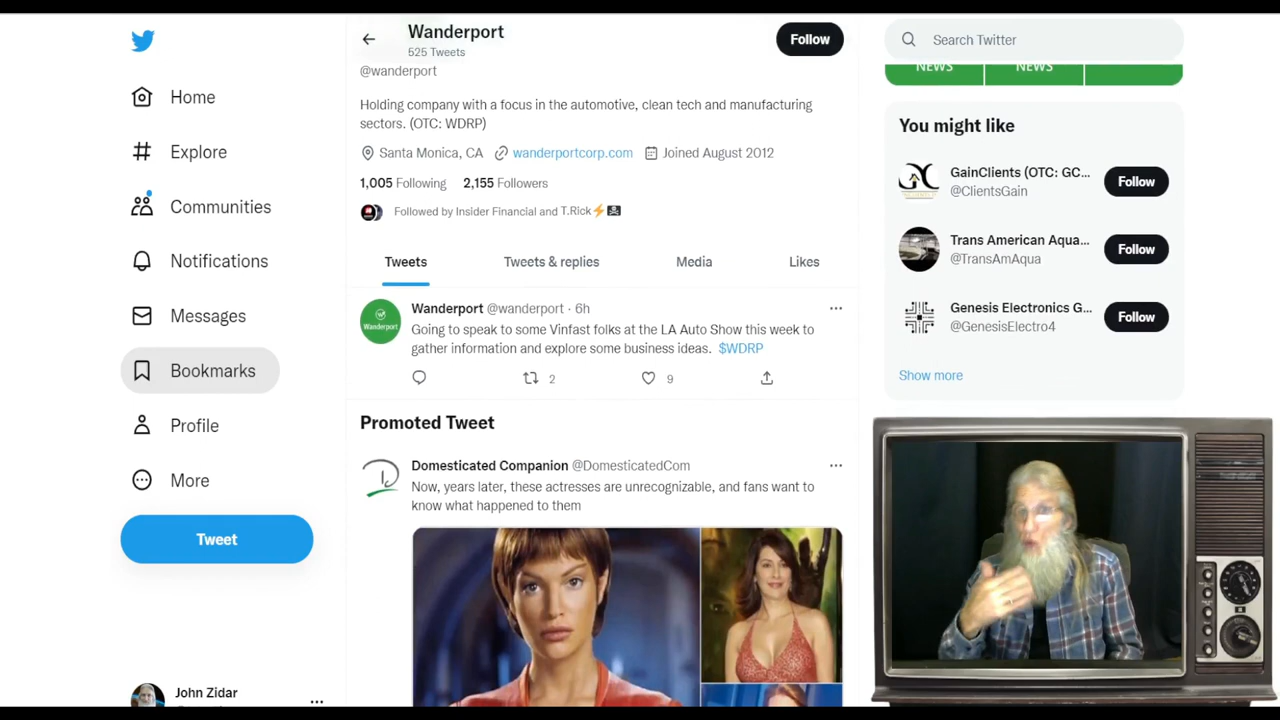 Home
Explore
Communities
Notifications
Messages
Bookmarks
Profile
More
Tweet
John Zidar
Wanderport
525 Tweets
Follow
@wanderport
Holding company with a focus in the automotive, clean tech and manufacturing
sectors. (OTC: WDRP)
Santa Monica, CA wanderportcorp.com Joined August 2012
1,005 Following 2,155 Followers
Followed by Insider Financial and T.Rick
Tweets Tweets & replies Media Likes
Wanderport
Wanderport @wanderport · 6h
Going to speak to some Vinfast folks at the LA Auto Show this week to
gather information and explore some business ideas. $WDRP
2 9
Promoted Tweet
Domesticated Companion @DomesticatedCom
Now, years later, these actresses are unrecognizable, and fans want to
know what happened to them
Search Twitter
NEWS NEWS
You might like
GainClients (OTC: GC...
@ClientsGain
Follow
Trans American Aqua...
@TransAmAqua
Follow
Genesis Electronics G...
@GenesisElectro4
Follow
Show more